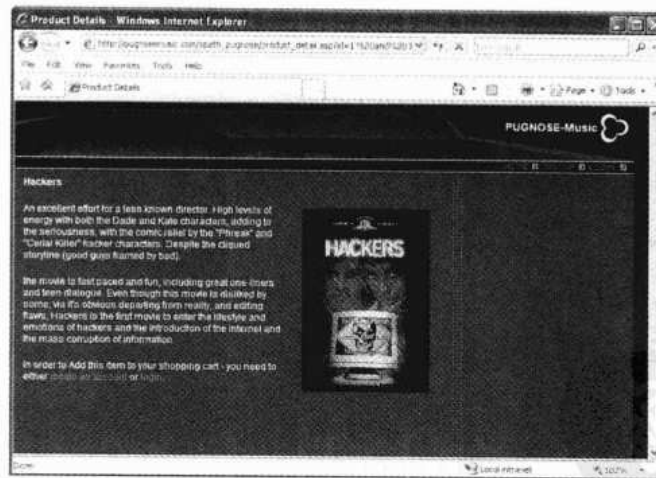 Product Details - Windows Internet Explorer
File Edit View Favorites Tools Help
Product Details
Page Tools
PUGNOSE-Music
Hackers
An excellent effort for a less known director. High levels of
energy with both the Dade and Kate characters, adding to
the seriousness, with the comic relief by the "Phreak" and
"Cerial Killer" hacker characters. Despite the cliqued
storyline (good guys framed by bad).
the movie is fast paced and fun, including great one-liners
and teen dialogue. Even though this movie is disliked by
some, via it's obvious departing from reality, and editing
flaws, Hackers is the first movie to enter the lifestyle and
emotions of hackers and the introduction of the internet and
the mass corruption of information.
In order to Add this item to your shopping cart - you need to
either create an account or login.
HACKERS
Done
Local intranet